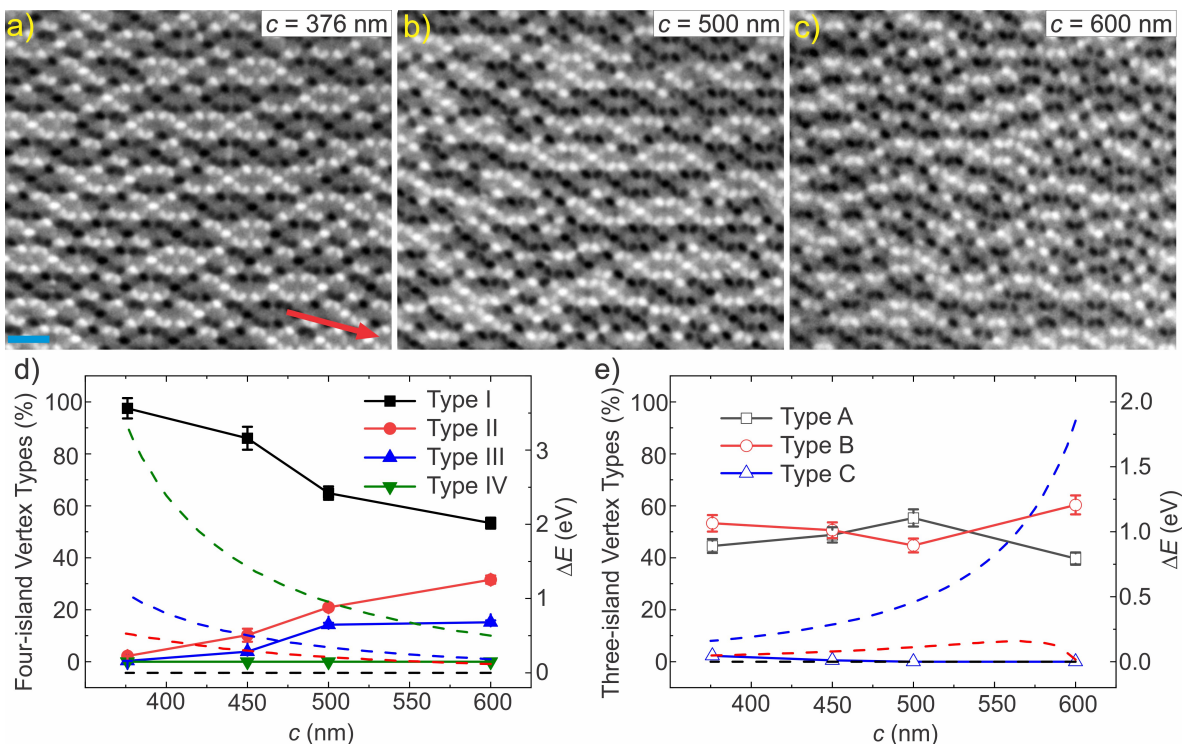 a)
c = 376 nm
b)
c = 500 nm
c)
c = 600 nm
d)
Four-island Vertex Types (%)
100
80
60
40
20
0
Type I
Type II
Type III
Type IV
3
2
1
0
ΔE (eV)
400
450
500
550
600
c (nm)
e)
Three-island Vertex Types (%)
100
80
60
40
20
0
Type A
Type B
Type C
2.0
1.5
1.0
0.5
0.0
ΔE (eV)
400
450
500
550
600
c (nm)